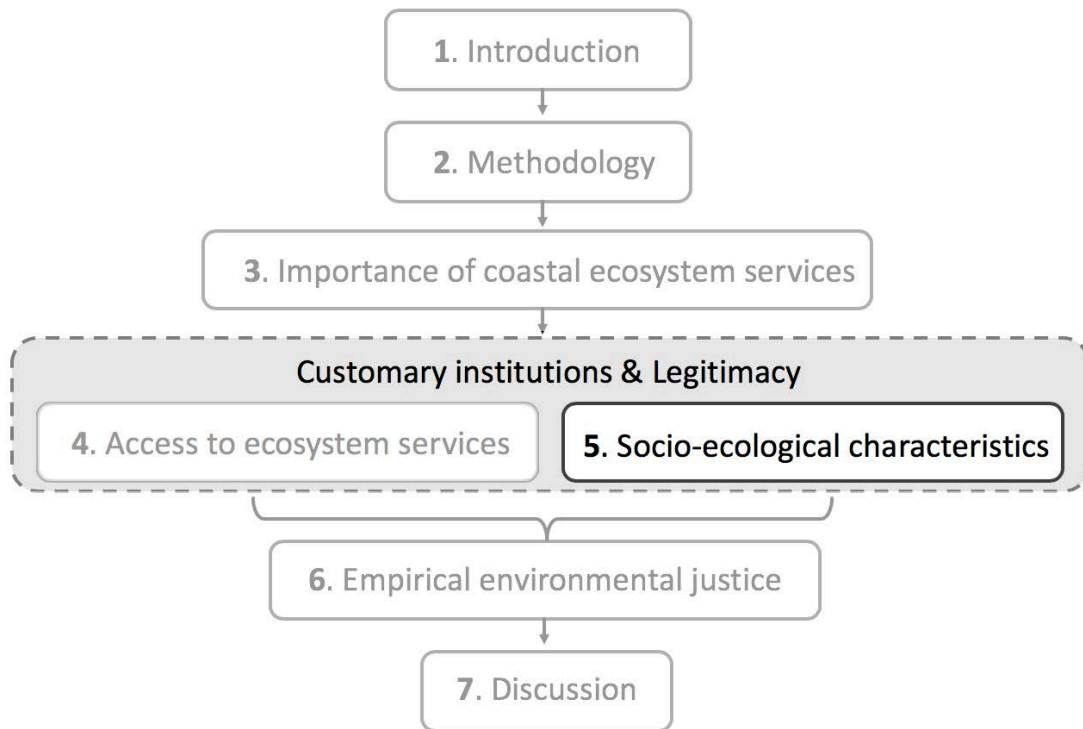 1. Introduction
2. Methodology
3. Importance of coastal ecosystem services
Customary institutions & Legitimacy
4. Access to ecosystem services
5. Socio-ecological characteristics
6. Empirical environmental justice
7. Discussion